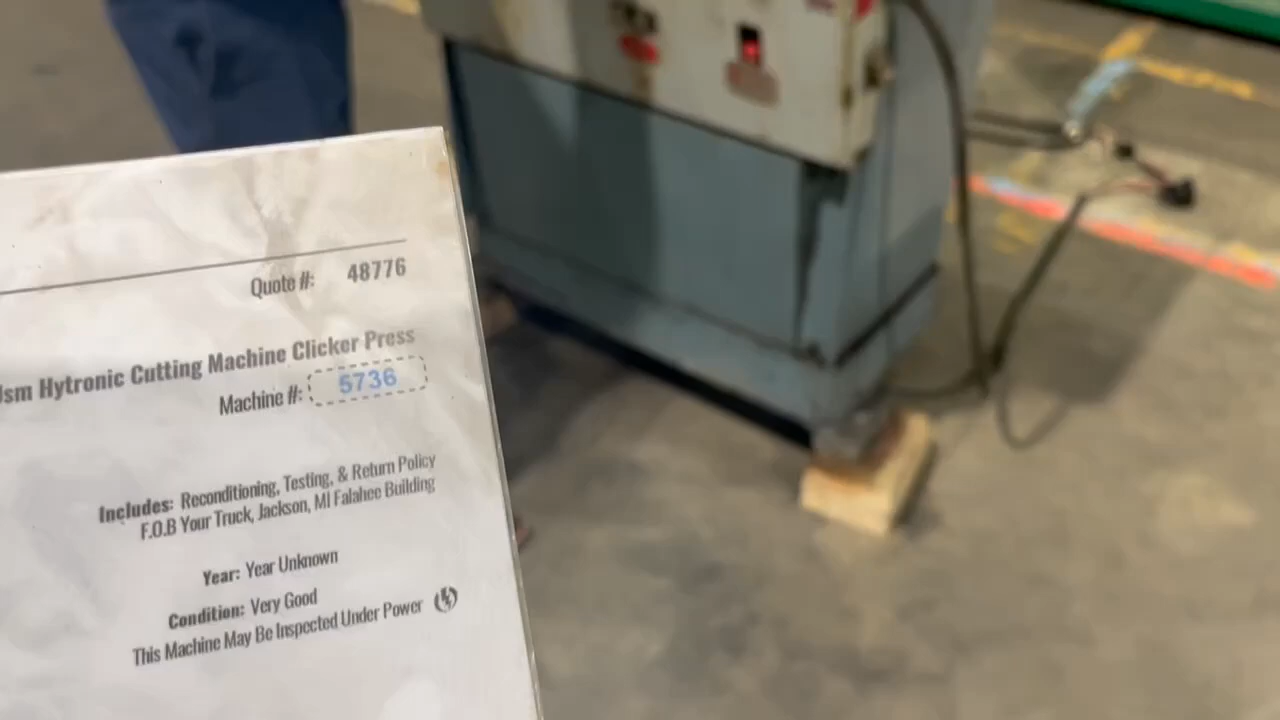 Quote #: 48776
Usm Hytronic Cutting Machine Clicker Press
Machine #: 5736
Includes: Reconditioning, Testing, & Return Policy
F.O.B Your Truck, Jackson, MI Falahee Building
Year: Year Unknown
Condition: Very Good
This Machine May Be Inspected Under Power